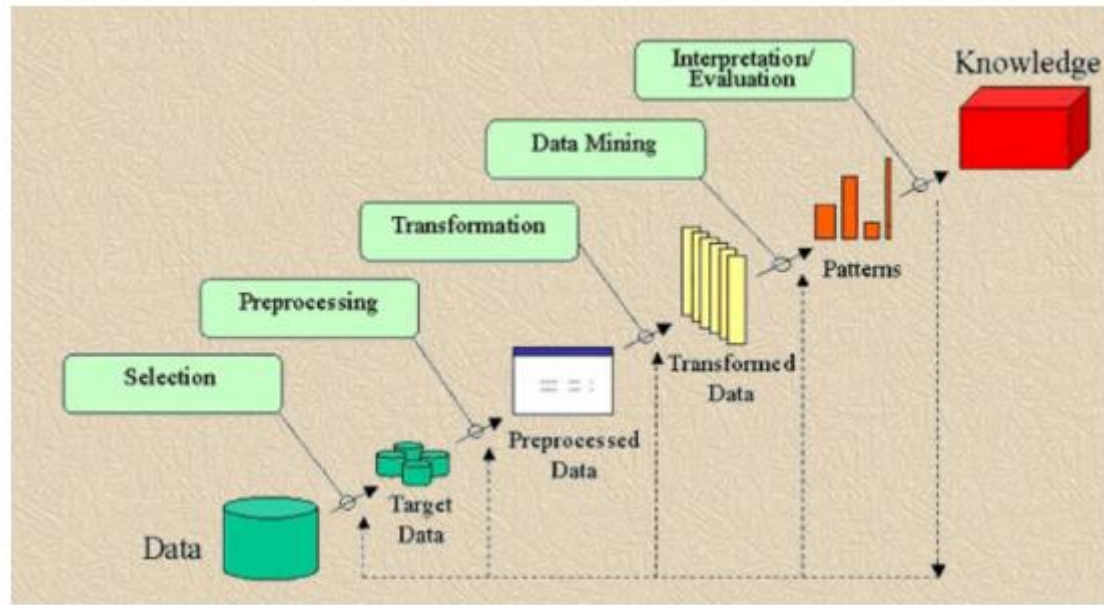 Interpretation/
Evaluation
Knowledge
Data Mining
Transformation
Patterns
Preprocessing
Transformed
Data
Selection
Preprocessed
Data
Target
Data
Data